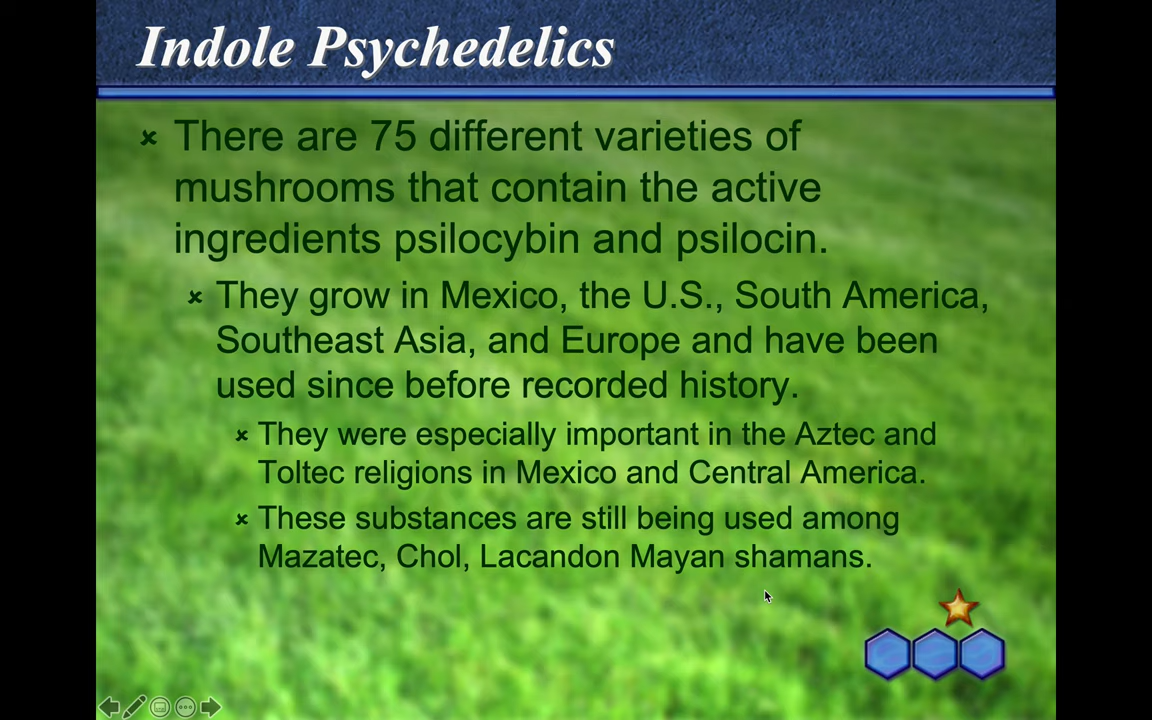 Indole Psychedelics
There are 75 different varieties of
mushrooms that contain the active
ingredients psilocybin and psilocin.
They grow in Mexico, the U.S., South America,
Southeast Asia, and Europe and have been
used since before recorded history.
They were especially important in the Aztec and
Toltec religions in Mexico and Central America.
These substances are still being used among
Mazatec, Chol, Lacandon Mayan shamans.